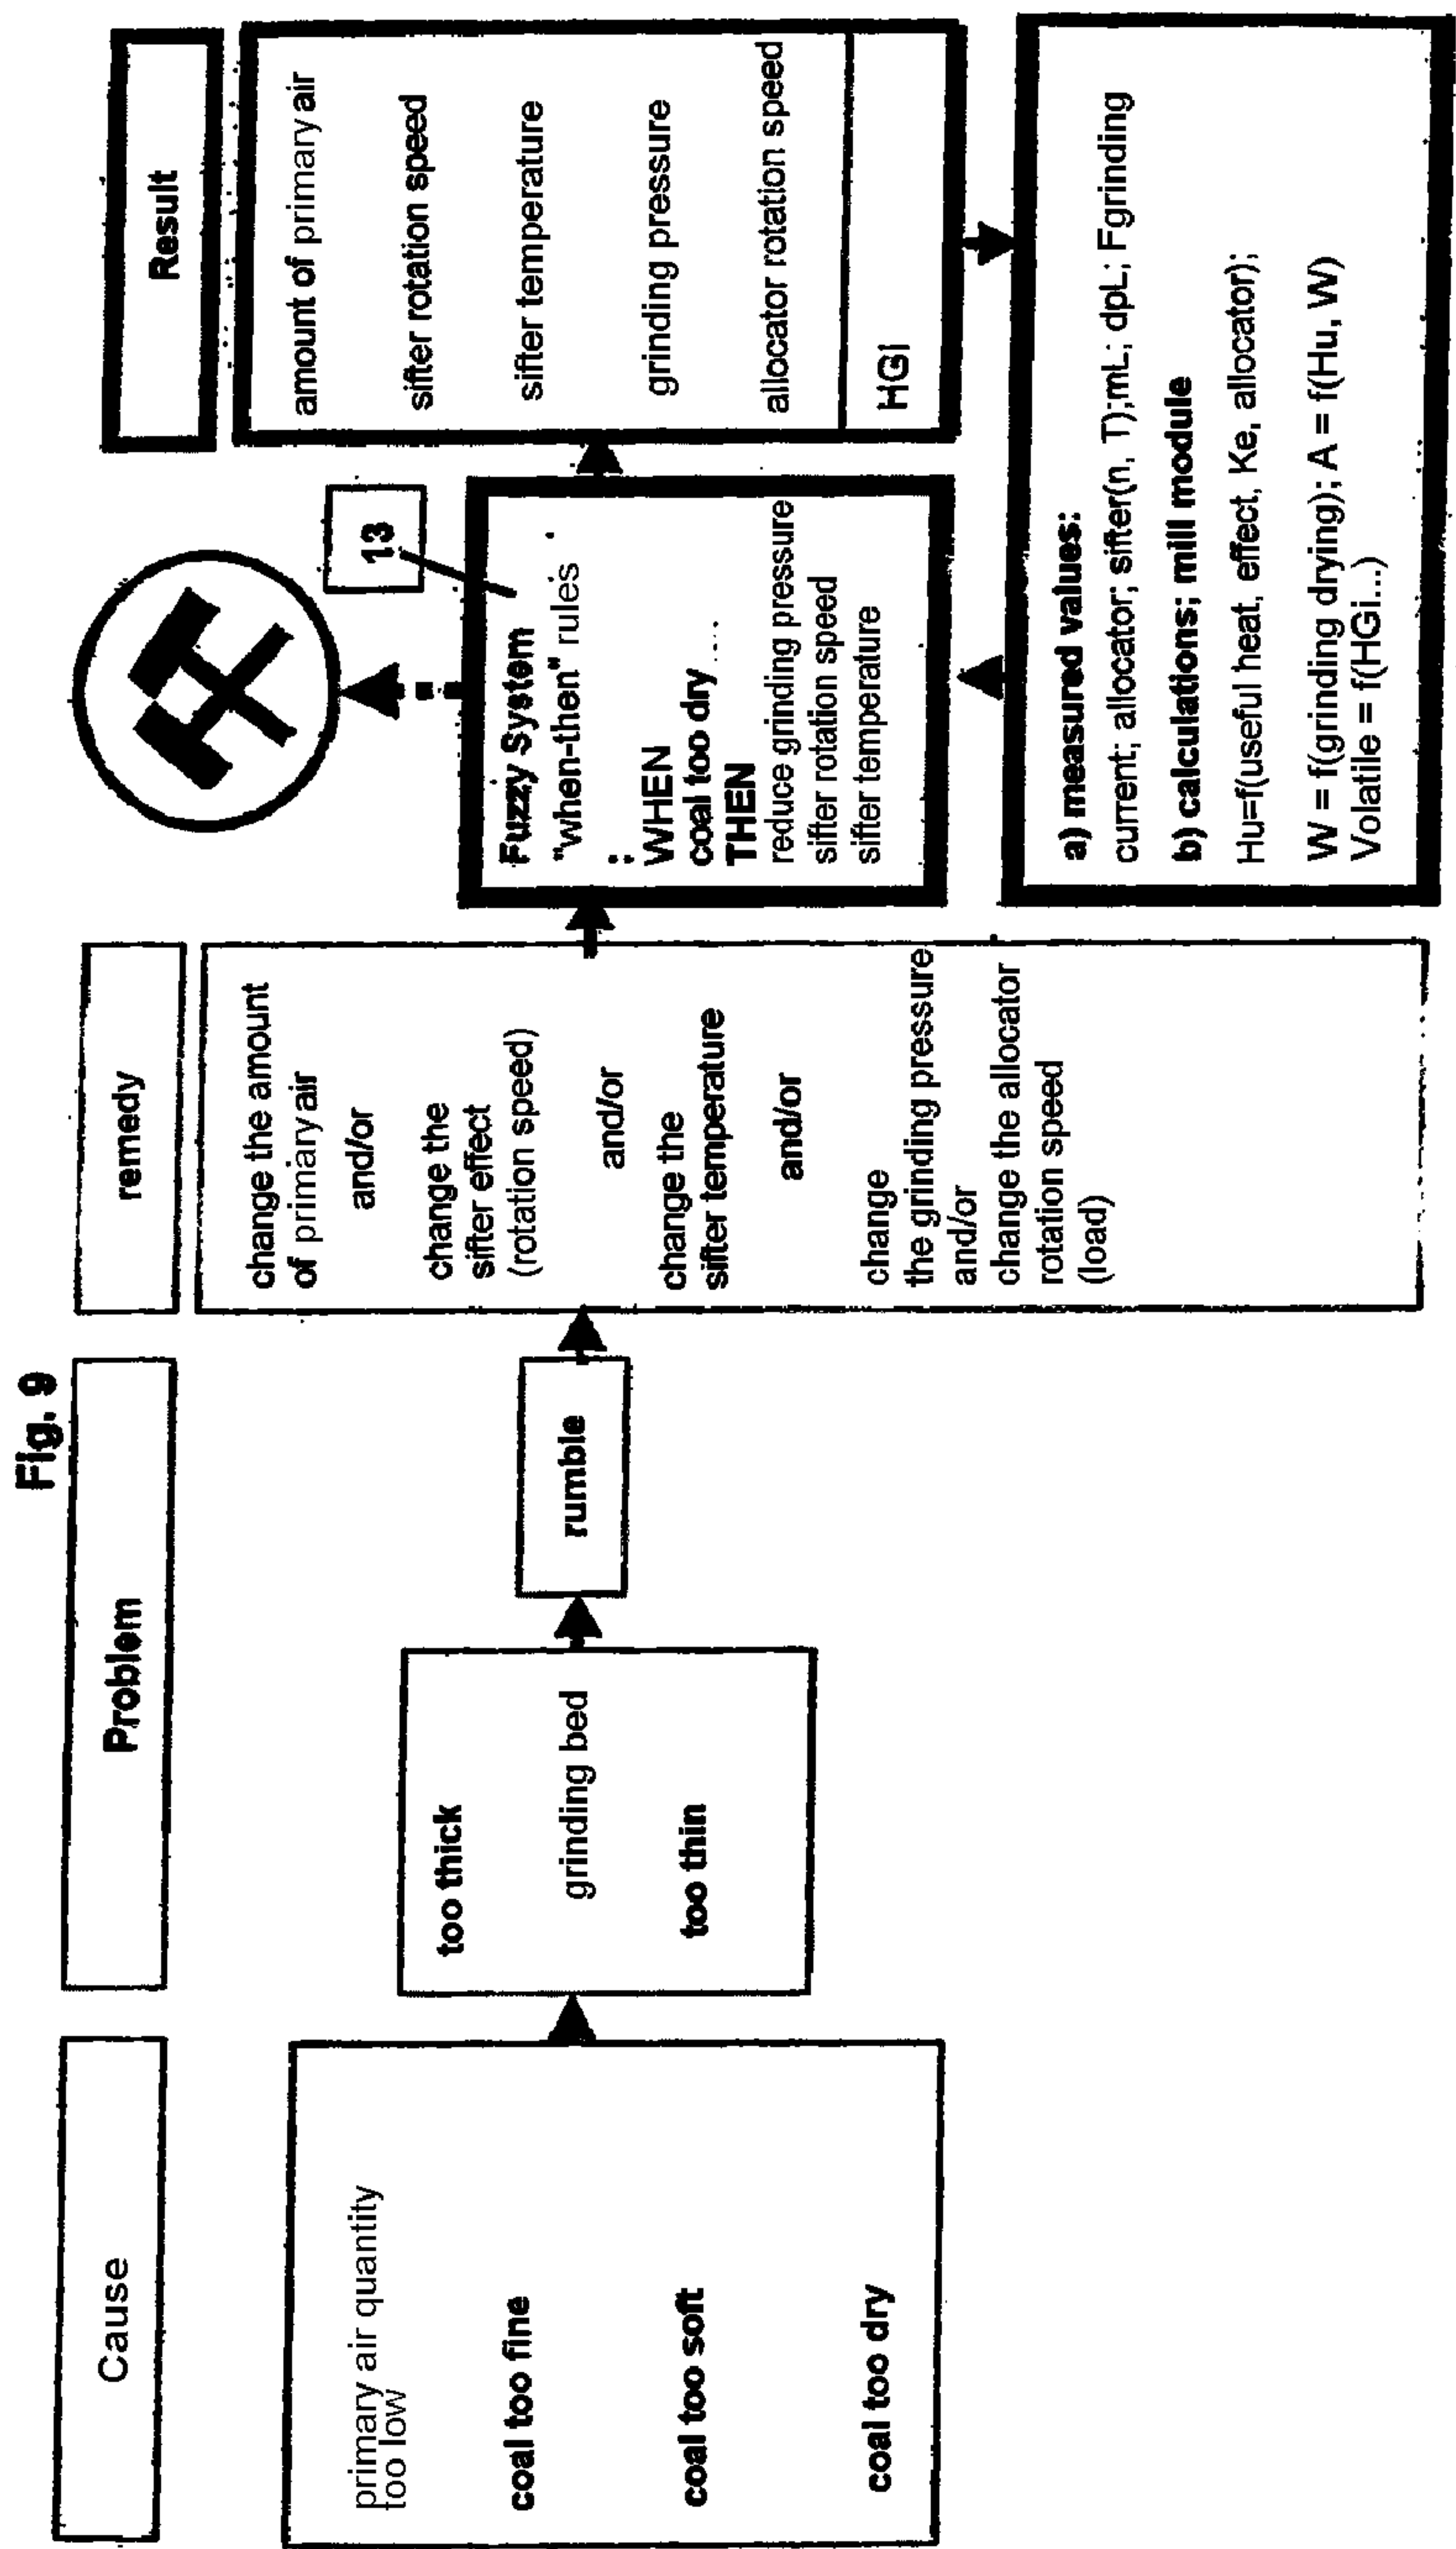 Fig. 9
Cause
primary air quantity
too low
coal too fine
coal too soft
coal too dry
Problem
too thick
grinding bed
too thin
rumble
remedy
change the amount
of primary air
and/or
change the
sifter effect
(rotation speed)
and/or
change the
sifter temperature
and/or
change
the grinding pressure
and/or
change the allocator
rotation speed
(load)
13
Fuzzy System
"when-then" rules
:
WHEN
coal too dry....
THEN
reduce grinding pressure
sifter rotation speed
sifter temperature
Result
amount of primary air
sifter rotation speed
sifter temperature
grinding pressure
allocator rotation speed
HGi
a) measured values:
current; allocator; sifter(n, T);mL; dpL; Fgrinding
b) calculations; mill module
Hu=f(useful heat, effect, Ke, allocator);
W = f(grinding drying); A = f(Hu, W)
Volatile = f(HGi...)